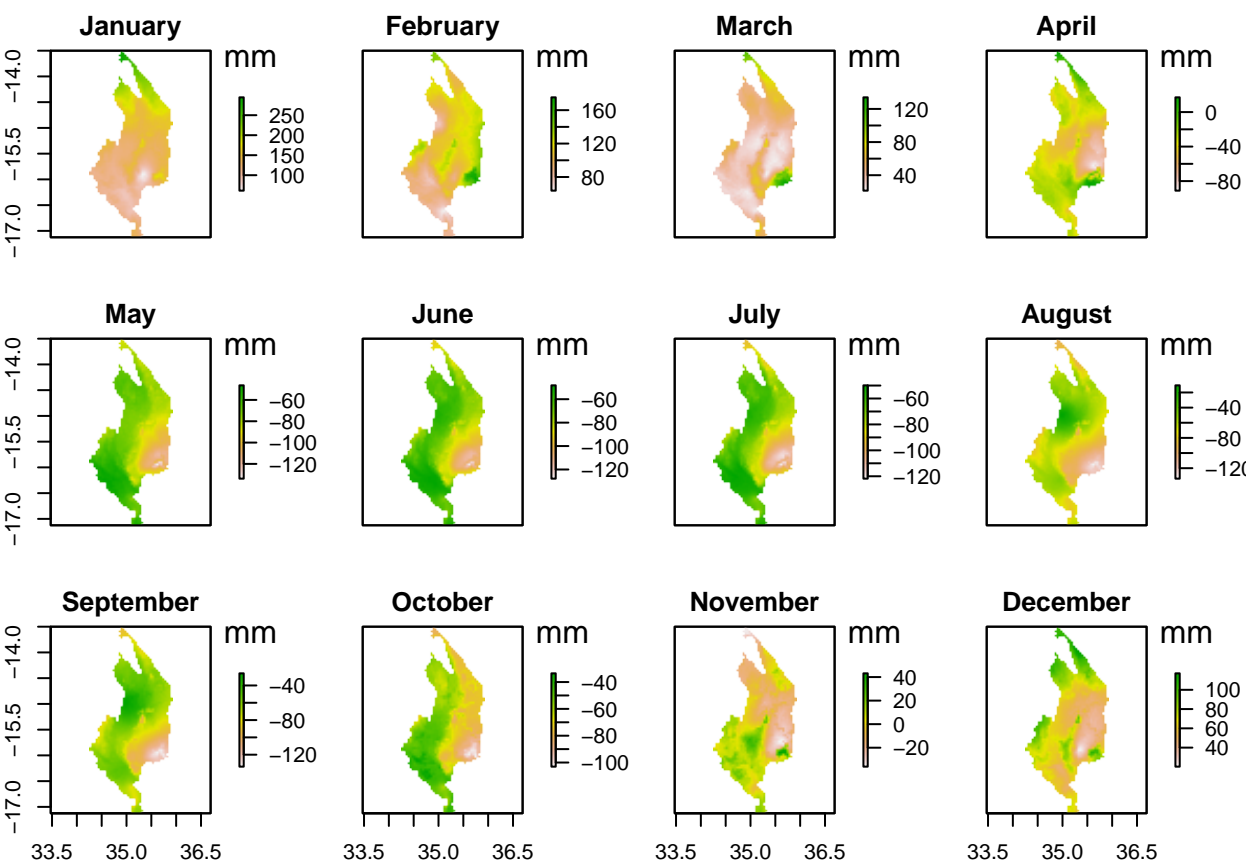 January February March April
mm mm mm mm
−14.0 −15.5 −17.0
250 200 150 100
160 120 80
120 80 40
0 −40 −80
May June July August
mm mm mm mm
−14.0 −15.5 −17.0
−60 −80 −100 −120
−60 −80 −100 −120
−60 −80 −100 −120
−40 −80 −120
September October November December
mm mm mm mm
−14.0 −15.5 −17.0
−40 −80 −120
−40 −60 −80 −100
40 20 0 −20
100 80 60 40
33.5 35.0 36.5 33.5 35.0 36.5 33.5 35.0 36.5 33.5 35.0 36.5